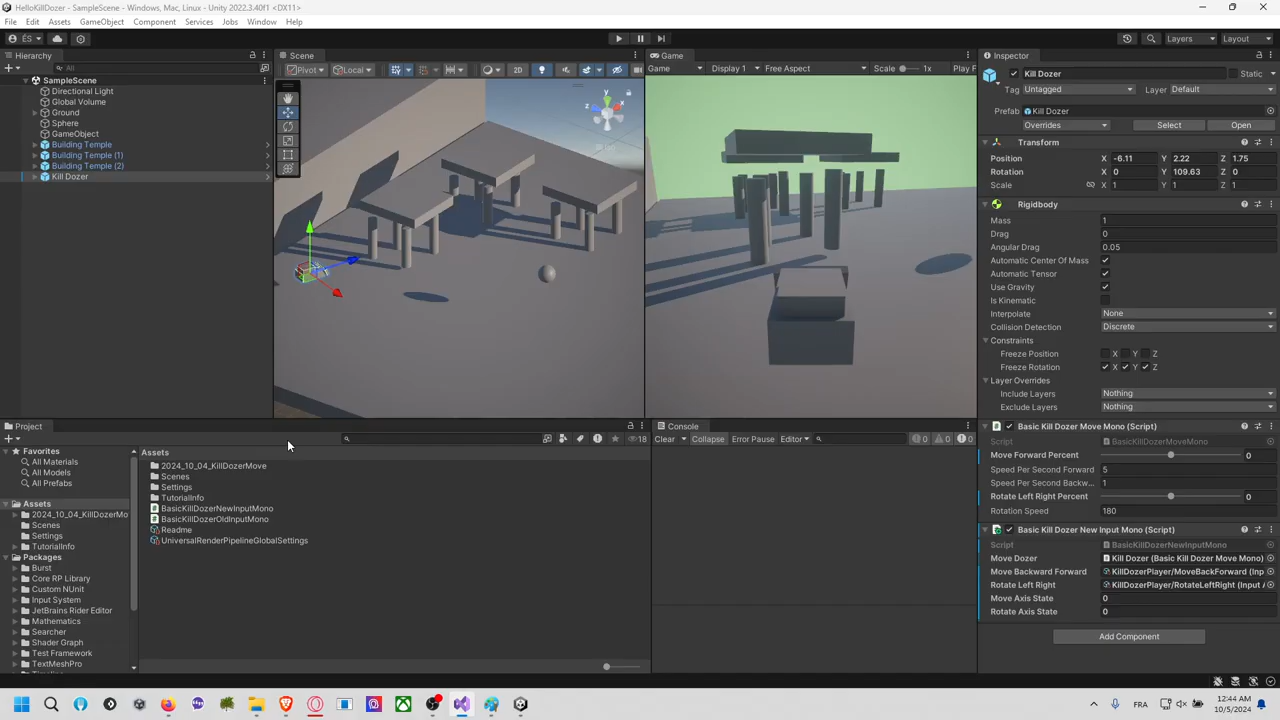 HelloKillDozer - SampleScene - Windows, Mac, Linux - Unity 2022.3.40f1 <DX11>
File Edit Assets GameObject Component Services Jobs Window Help
ÉS
Layers Layout
Hierarchy
All
SampleScene
Directional Light
Global Volume
Ground
Sphere
GameObject
Building Temple
Building Temple (1)
Building Temple (2)
Kill Dozer
Scene
Pivot Local 2D
y
x
z
Game
Game Display 1 Free Aspect Scale 1x Play F
Inspector
Kill Dozer Static
Tag Untagged Layer Default
Prefab Kill Dozer
Overrides Select Open
Transform
Position X -6.11 Y 2.22 Z 1.75
Rotation X 0 Y 109.63 Z 0
Scale X 1 Y 1 Z 1
Rigidbody
Mass 1
Drag 0
Angular Drag 0.05
Automatic Center Of Mass
Automatic Tensor
Use Gravity
Is Kinematic
Interpolate None
Collision Detection Discrete
Constraints
Freeze Position X Y Z
Freeze Rotation X Y Z
Layer Overrides
Include Layers Nothing
Exclude Layers Nothing
Basic Kill Dozer Move Mono (Script)
Script BasicKillDozerMoveMono
Move Forward Percent 0
Speed Per Second Forward 5
Speed Per Second Backw... 1
Rotate Left Right Percent 0
Rotation Speed 180
Basic Kill Dozer New Input Mono (Script)
Script BasicKillDozerNewInputMono
Move Dozer Kill Dozer (Basic Kill Dozer Move Mono)
Move Backward Forward KillDozerPlayer/MoveBackForward (Inp
Rotate Left Right KillDozerPlayer/RotateLeftRight (Input A
Move Axis State 0
Rotate Axis State 0
Add Component
Project
18
Favorites
All Materials
All Models
All Prefabs
Assets
2024_10_04_KillDozerMo
Scenes
Settings
TutorialInfo
Packages
Burst
Core RP Library
Custom NUnit
Input System
JetBrains Rider Editor
Mathematics
Searcher
Shader Graph
Test Framework
TextMeshPro
Assets
2024_10_04_KillDozerMove
Scenes
Settings
TutorialInfo
BasicKillDozerNewInputMono
BasicKillDozerOldInputMono
Readme
UniversalRenderPipelineGlobalSettings
Console
Clear Collapse Error Pause Editor 0 0 0
FRA
12:44 AM
10/5/2024